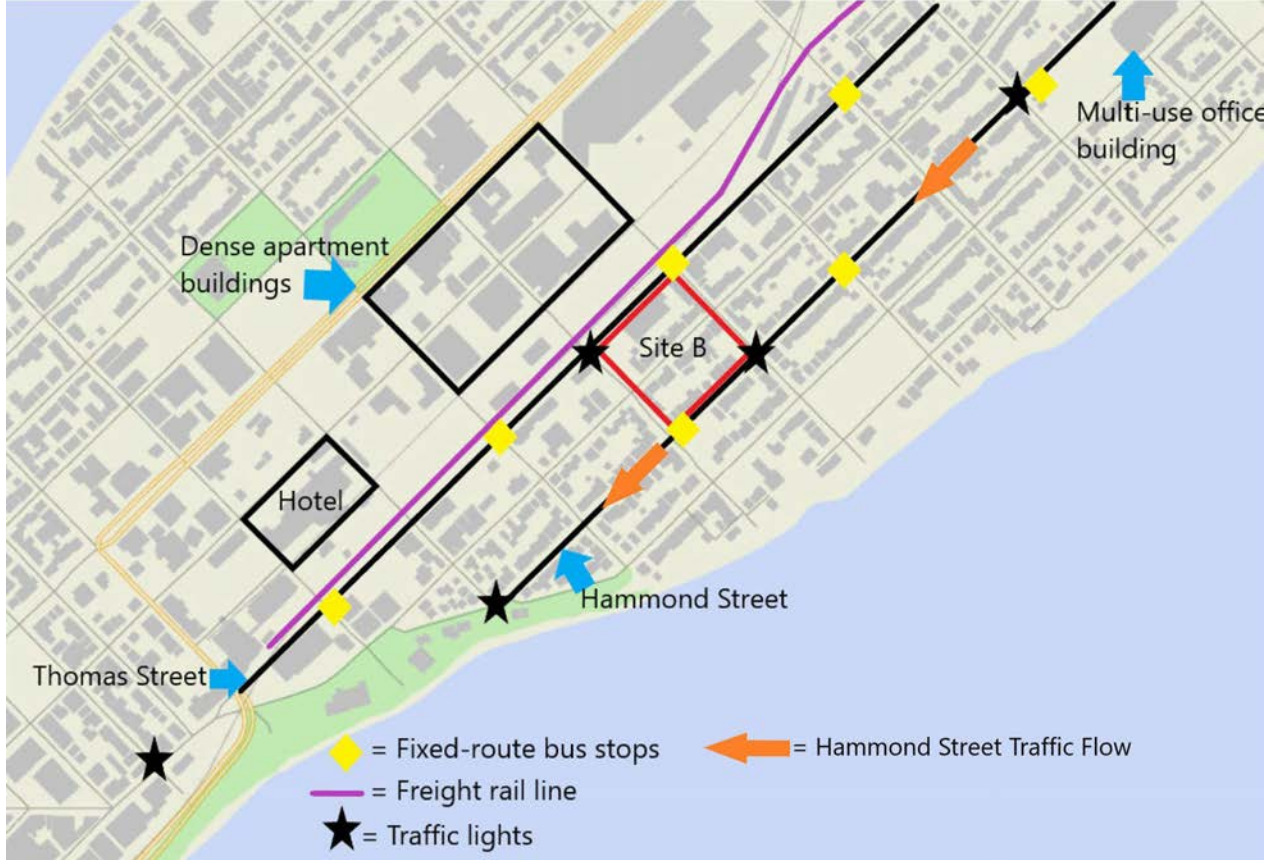 Multi-use office
building
Dense apartment
buildings
Site B
Hotel
Hammond Street
Thomas Street
= Fixed-route bus stops
= Hammond Street Traffic Flow
= Freight rail line
= Traffic lights